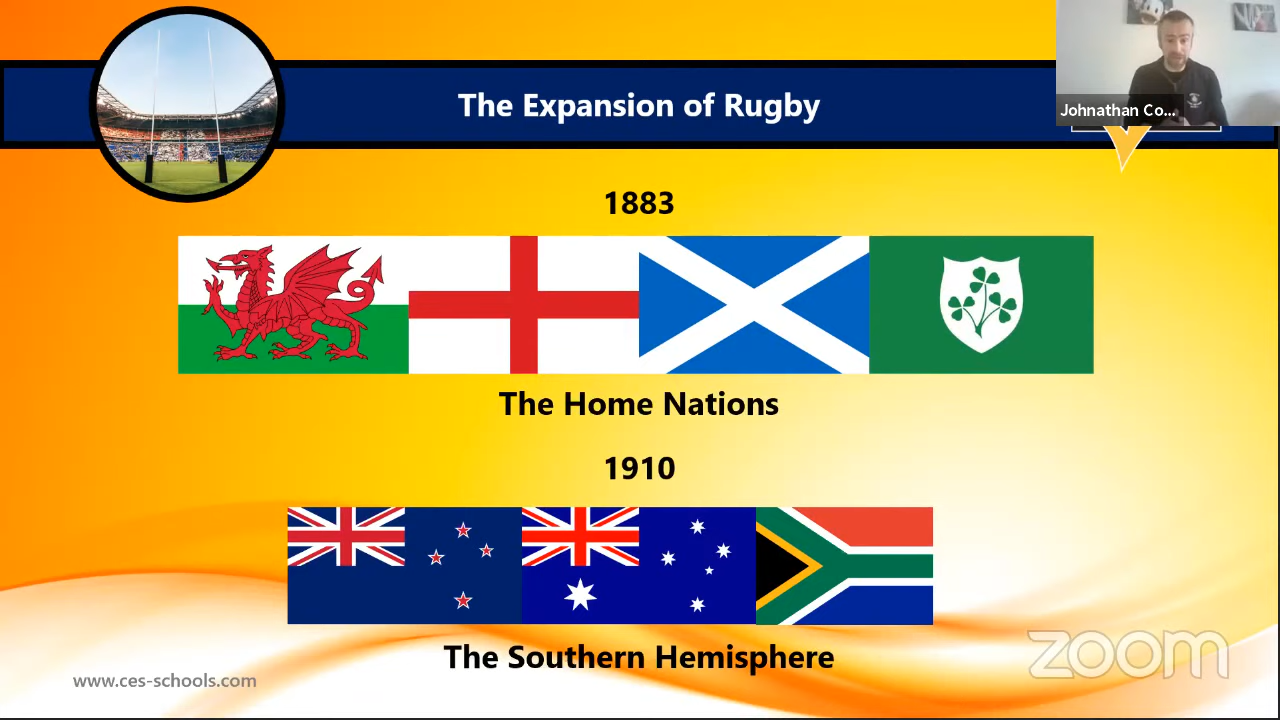 The Expansion of Rugby
Johnathan Co...
1883
The Home Nations
1910
The Southern Hemisphere
www.ces-schools.com
zoom